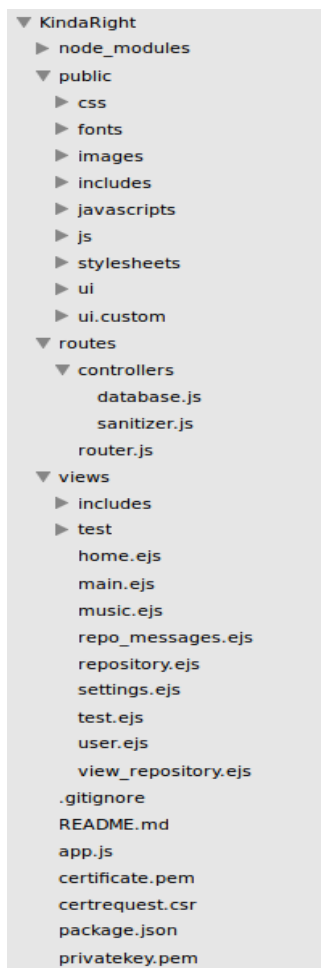 KindaRight
node_modules
public
css
fonts
images
includes
javascripts
js
stylesheets
ui
ui.custom
routes
controllers
database.js
sanitizer.js
router.js
views
includes
test
home.ejs
main.ejs
music.ejs
repo_messages.ejs
repository.ejs
settings.ejs
test.ejs
user.ejs
view_repository.ejs
.gitignore
README.md
app.js
certificate.pem
certrequest.csr
package.json
privatekey.pem